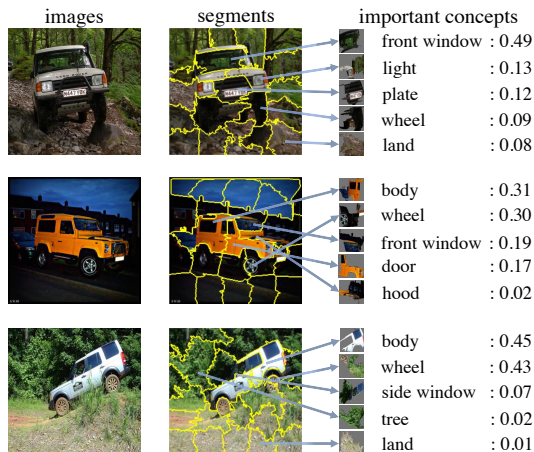 images segments important concepts
front window : 0.49
light : 0.13
plate : 0.12
wheel : 0.09
land : 0.08
body : 0.31
wheel : 0.30
front window : 0.19
door : 0.17
hood : 0.02
body : 0.45
wheel : 0.43
side window : 0.07
tree : 0.02
land : 0.01